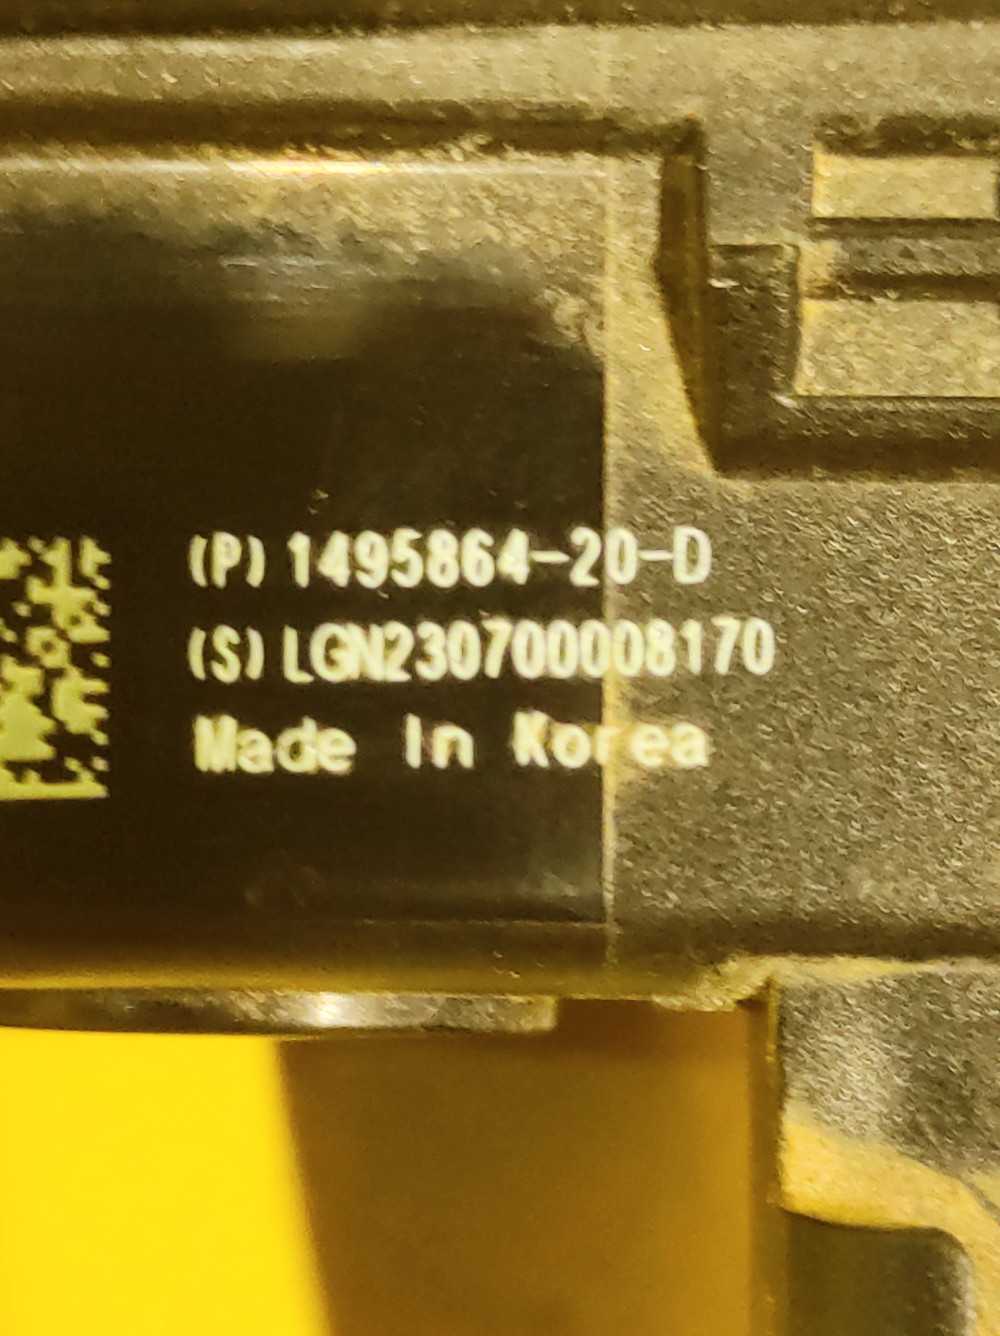 (P) 1495864-20-D
(S) LGN230700008170
Made In Korea